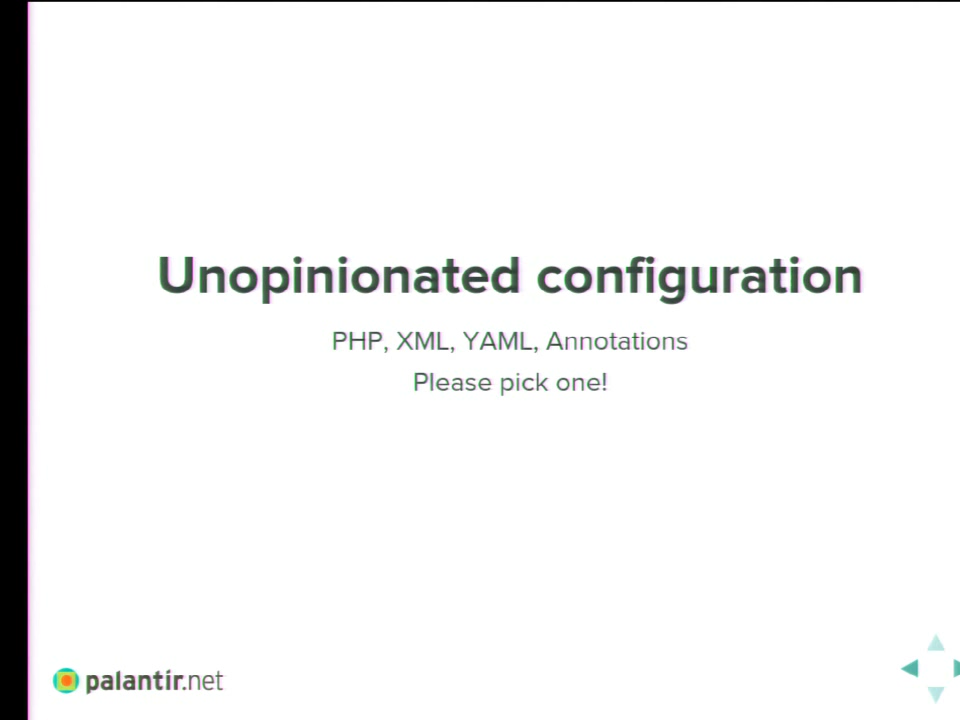 Unopinionated configuration
PHP, XML, YAML, Annotations
Please pick one!
palantir.net